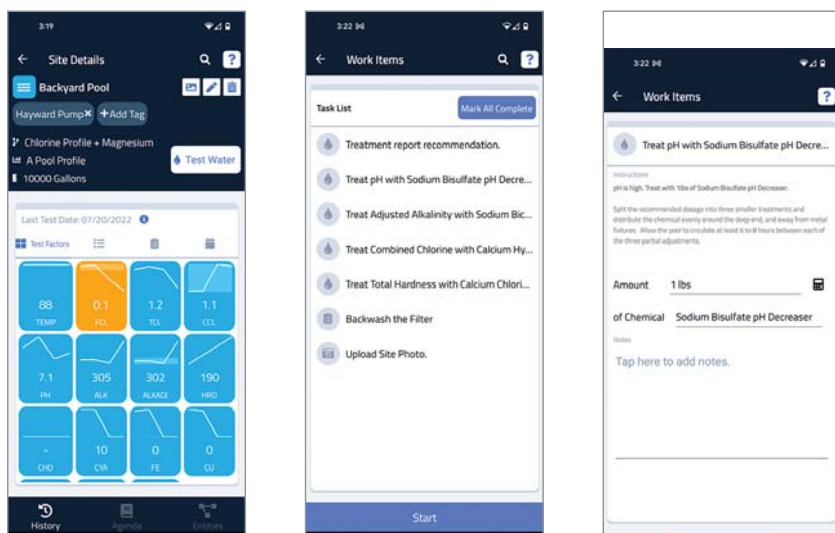 3:19
Site Details
?
Backyard Pool
Hayward Pump×
+Add Tag
Chlorine Profile + Magnesium
A Pool Profile
10000 Gallons
Test Water
Last Test Date: 07/20/2022
Test Factors
88
TEMP
0.1
FCL
1.2
TCL
1.1
CCL
7.1
PH
305
ALK
302
ALKADJ
190
HRD
-
CHD
10
CYA
0
FE
0
CU
History
Agenda
Entities
3:22
Work Items
?
Task List
Mark All Complete
Treatment report recommendation.
Treat pH with Sodium Bisulfate pH Decre...
Treat Adjusted Alkalinity with Sodium Bic...
Treat Combined Chlorine with Calcium Hy...
Treat Total Hardness with Calcium Chlori...
Backwash the Filter
Upload Site Photo.
Start
3:22
Work Items
?
Treat pH with Sodium Bisulfate pH Decre...
Instructions
pH is high. Treat with 1lbs of Sodium Bisulfate pH Decreaser.
Split the recommended dosage into three smaller treatments and
distribute the chemical evenly around the deep end, and away from metal
fixtures. Allow the pool to circulate at least 6 to 8 hours between each of
the three partial adjustments.
Amount 1 lbs
of Chemical Sodium Bisulfate pH Decreaser
Notes
Tap here to add notes.